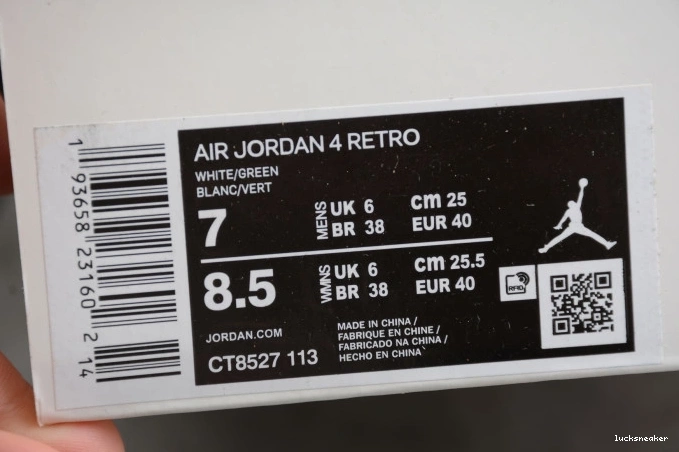 AIR JORDAN 4 RETRO
WHITE/GREEN
BLANC/VERT
7
MENS
UK 6
BR 38
cm 25
EUR 40
8.5
WMNS
UK 6
BR 38
cm 25.5
EUR 40
RFID
JORDAN.COM
CT8527 113
MADE IN CHINA /
FABRIQUE EN CHINE /
FABRICADO NA CHINA /
HECHO EN CHINA
1 93658 23160 2 14
lucksneaker